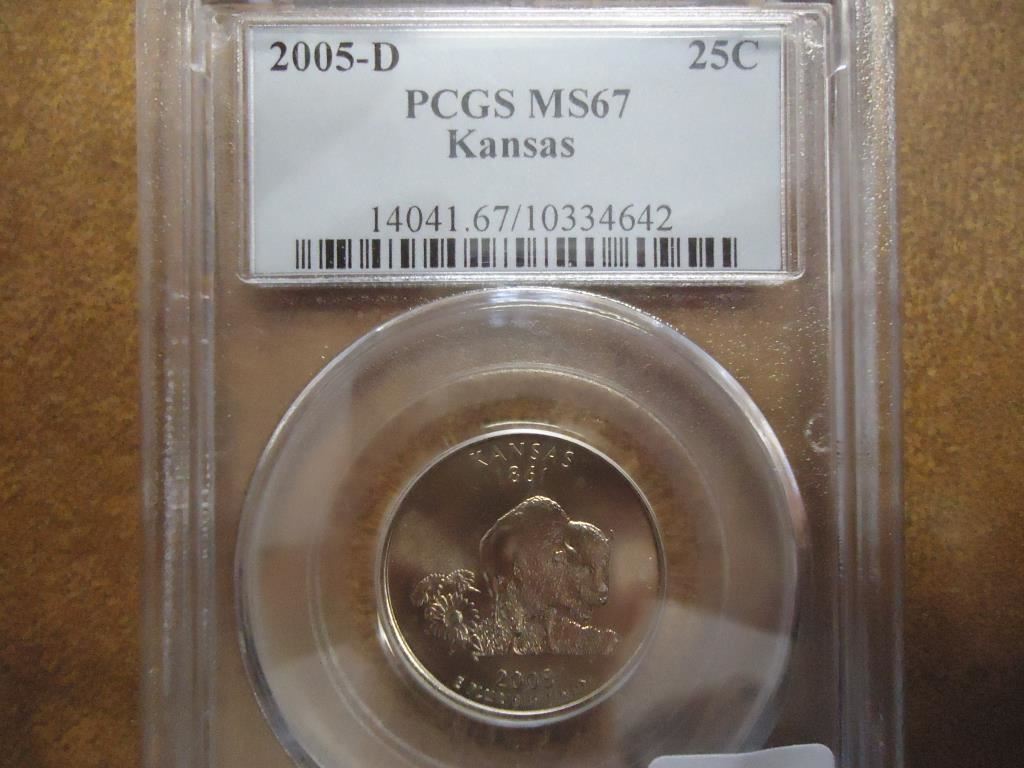 2005-D 25C
PCGS MS67
Kansas
14041.67/10334642
KANSAS
1861
2005